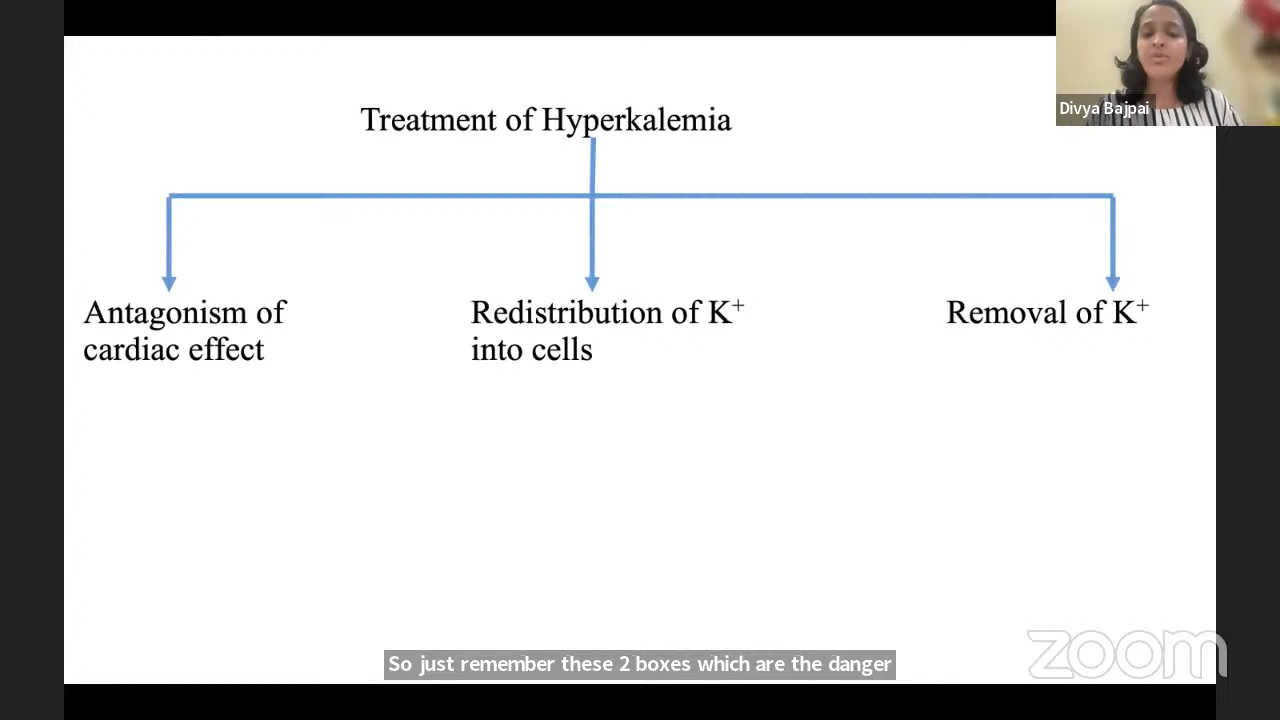 Divya Bajpai
Treatment of Hyperkalemia
Antagonism of
cardiac effect
Redistribution of K⁺
into cells
Removal of K⁺
zoom
So just remember these 2 boxes which are the danger